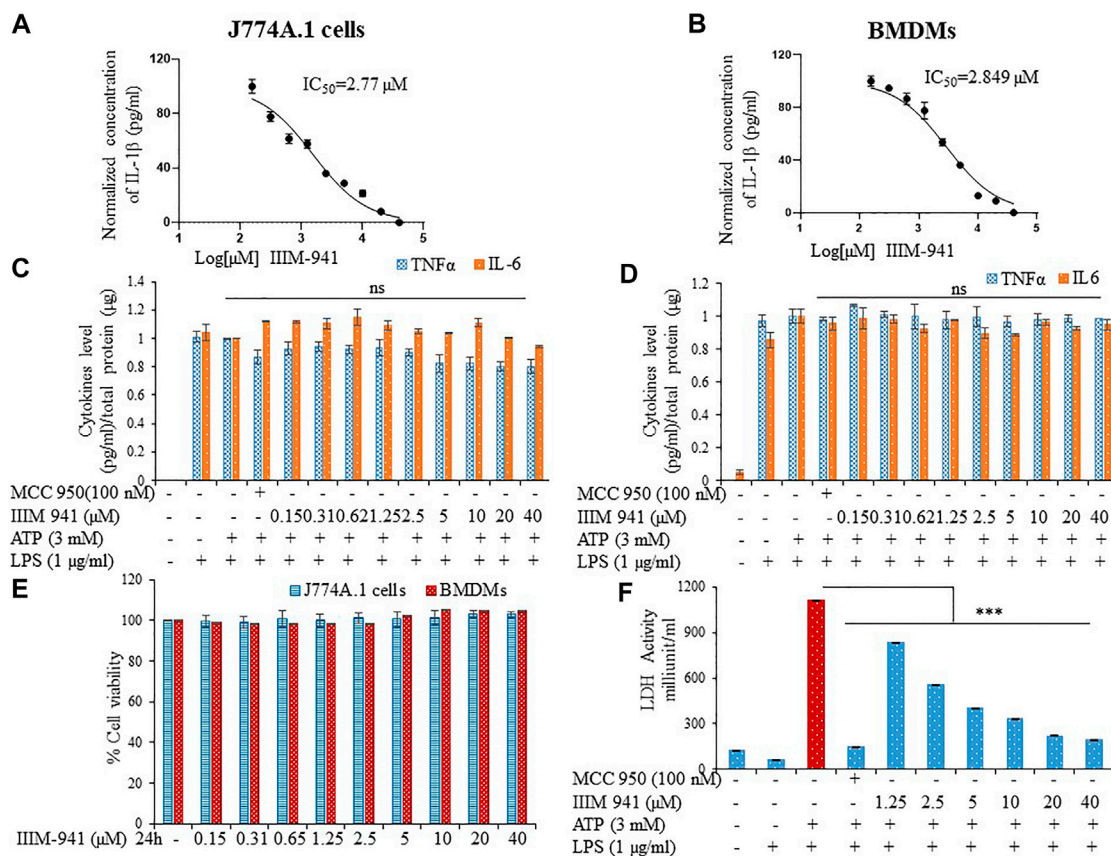 A
J774A.1 cells
120
80
40
0
1 2 3 4 5
Normalized concentration
of IL-1β (pg/ml)
IC50=2.77 μM
Log[μM] IIIM-941
B
BMDMs
120
80
40
0
1 2 3 4 5
Normalized concentration
of IL-1β (pg/ml)
IC50=2.849 μM
Log[μM] IIIM-941
C
TNFα IL-6
ns
1.4
1.2
1
0.8
0.6
0.4
0.2
0
Cytokines level
(pg/ml)/total protein (μg)
MCC 950(100 nM) - - - + - - - - - - - - -
IIIM 941 (μM) - - - - 0.15 0.31 0.62 1.25 2.5 5 10 20 40
ATP (3 mM) - - + + + + + + + + + + +
LPS (1 μg/ml) - + + + + + + + + + + + +
D
TNFα IL6
ns
1.2
1
0.8
0.6
0.4
0.2
0
Cytokines level
(pg/ml)/total protein (μg)
MCC 950 (100 nM) - - - + - - - - - - - - -
IIIM 941 (μM) - - - - 0.15 0.31 0.62 1.25 2.5 5 10 20 40
ATP (3 mM) - - + + + + + + + + + + +
LPS (1 μg/ml) - + + + + + + + + + + + +
E
J774A.1 cells BMDMs
120
100
80
60
40
20
0
% Cell viability
IIIM-941 (μM) 24h - 0.15 0.31 0.65 1.25 2.5 5 10 20 40
F
1200
900
600
300
0
LDH Activity
milliunit/ml
***
MCC 950 (100 nM) - - - + - - - - - -
IIIM 941 (μM) - - - - 1.25 2.5 5 10 20 40
ATP (3 mM) - - + + + + + + + +
LPS (1 μg/ml) - + + + + + + + + +